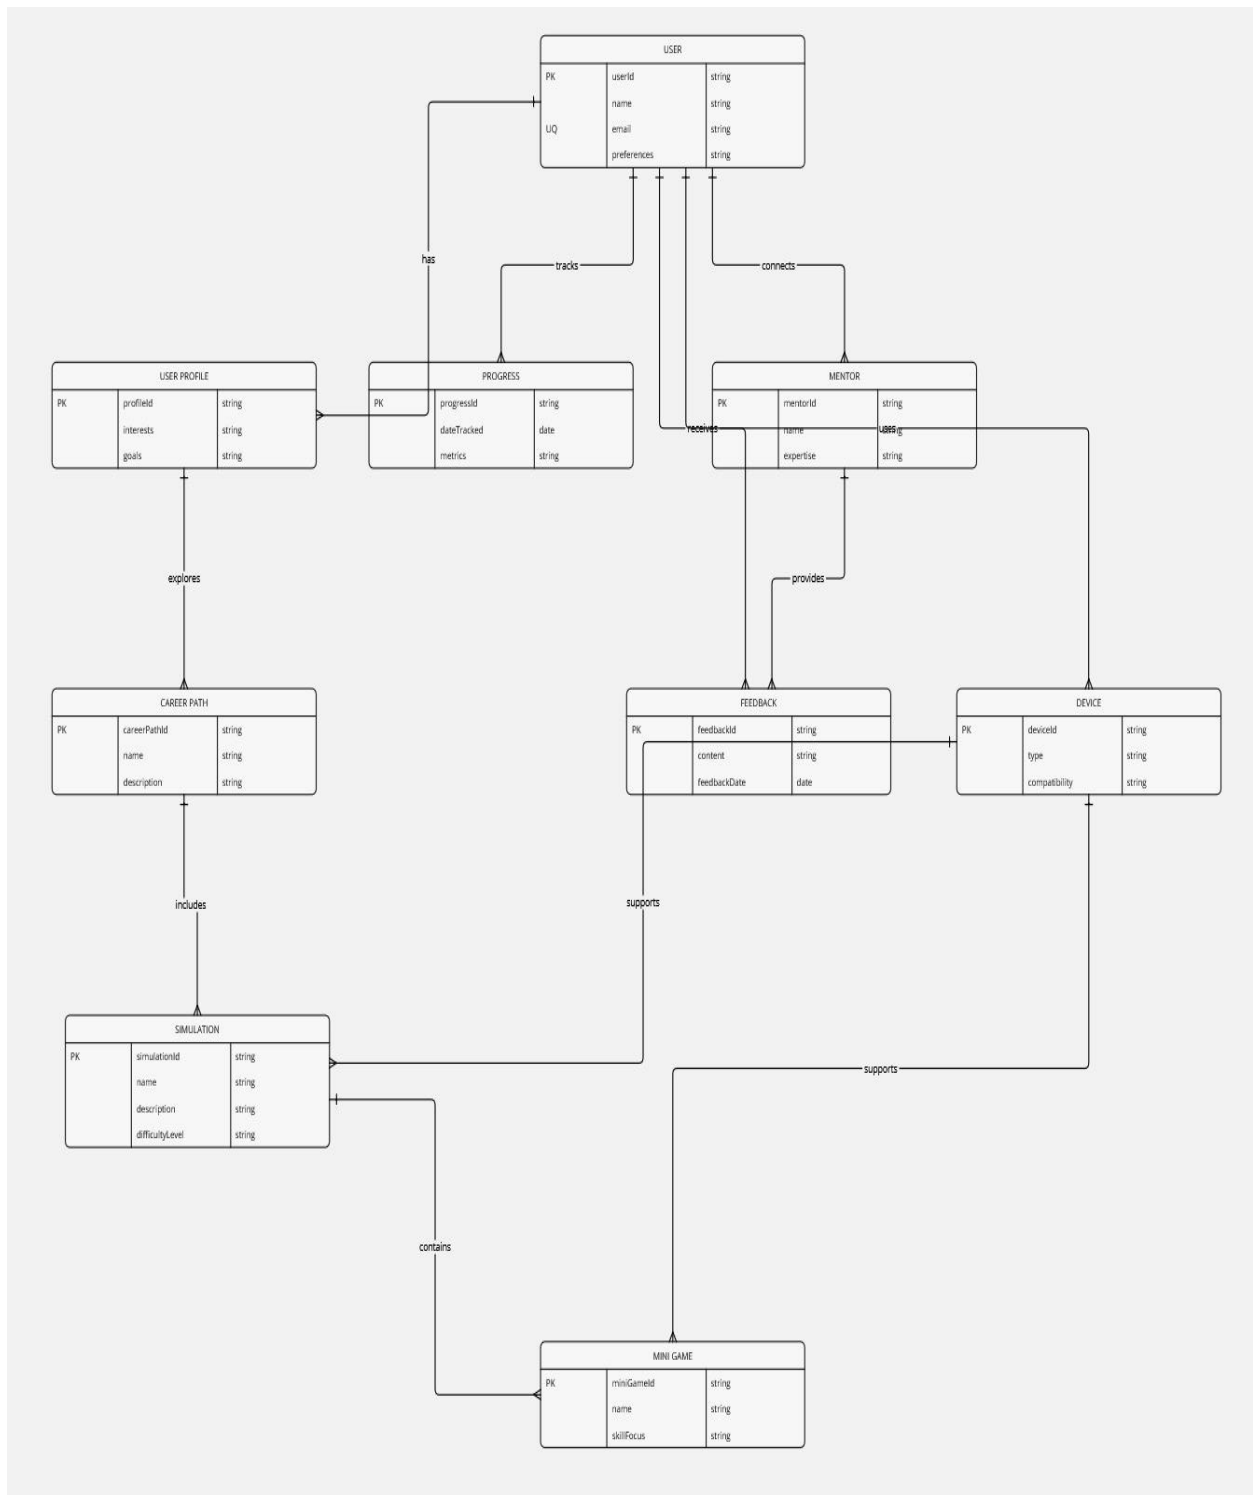 USER
PK userId string
name string
UQ email string
preferences string
has
tracks
connects
USER PROFILE
PK profileId string
interests string
goals string
PROGRESS
PK progressId string
dateTracked date
metrics string
MENTOR
PK mentorId string
name string
expertise string
receives
uses
explores
provides
CAREER PATH
PK careerPathId string
name string
description string
FEEDBACK
PK feedbackId string
content string
feedbackDate date
DEVICE
PK deviceId string
type string
compatibility string
includes
supports
SIMULATION
PK simulationId string
name string
description string
difficultyLevel string
supports
contains
MINI GAME
PK miniGameId string
name string
skillFocus string